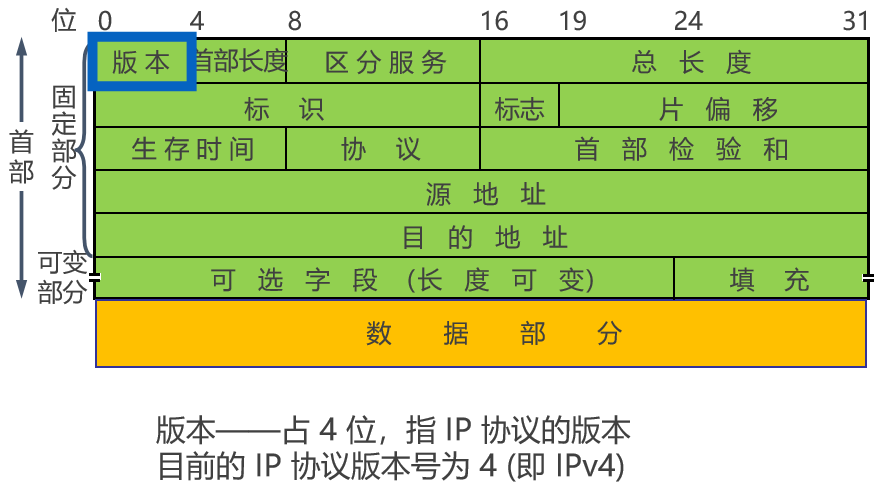 位 0 4 8 16 19 24 31
版本 首部长度 区分服务 总长度
标识 标志 片偏移
生存时间 协议 首部检验和
源地址
目的地址
可选字段 (长度可变) 填充
数据部分
首部
固定部分
可变部分
版本——占 4 位，指 IP 协议的版本
目前的 IP 协议版本号为 4 (即 IPv4)